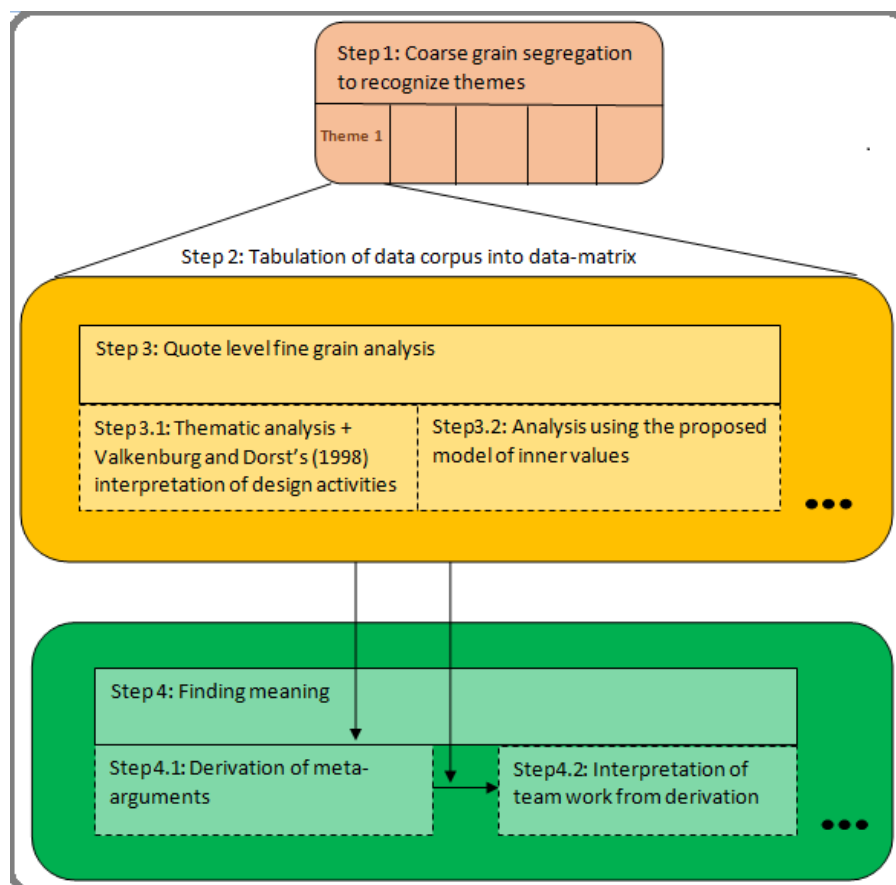 Step 1: Coarse grain segregation
to recognize themes
Theme 1
Step 2: Tabulation of data corpus into data-matrix
Step 3: Quote level fine grain analysis
Step 3.1: Thematic analysis +
Valkenburg and Dorst's (1998)
interpretation of design activities
Step3.2: Analysis using the proposed
model of inner values
Step 4: Finding meaning
Step4.1: Derivation of meta-
arguments
Step4.2: Interpretation of
team work from derivation